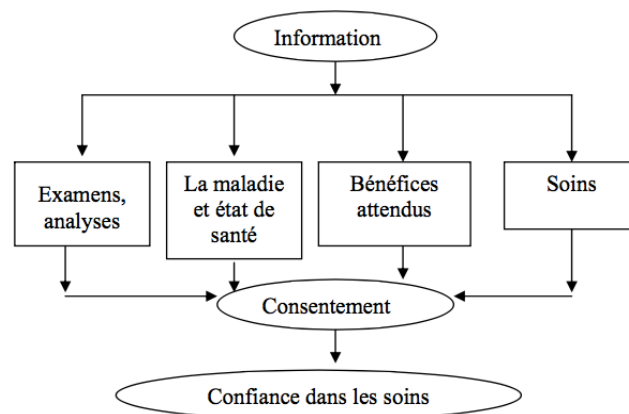 Information
Examens,
analyses
La maladie
et état de
santé
Bénéfices
attendus
Soins
Consentement
Confiance dans les soins